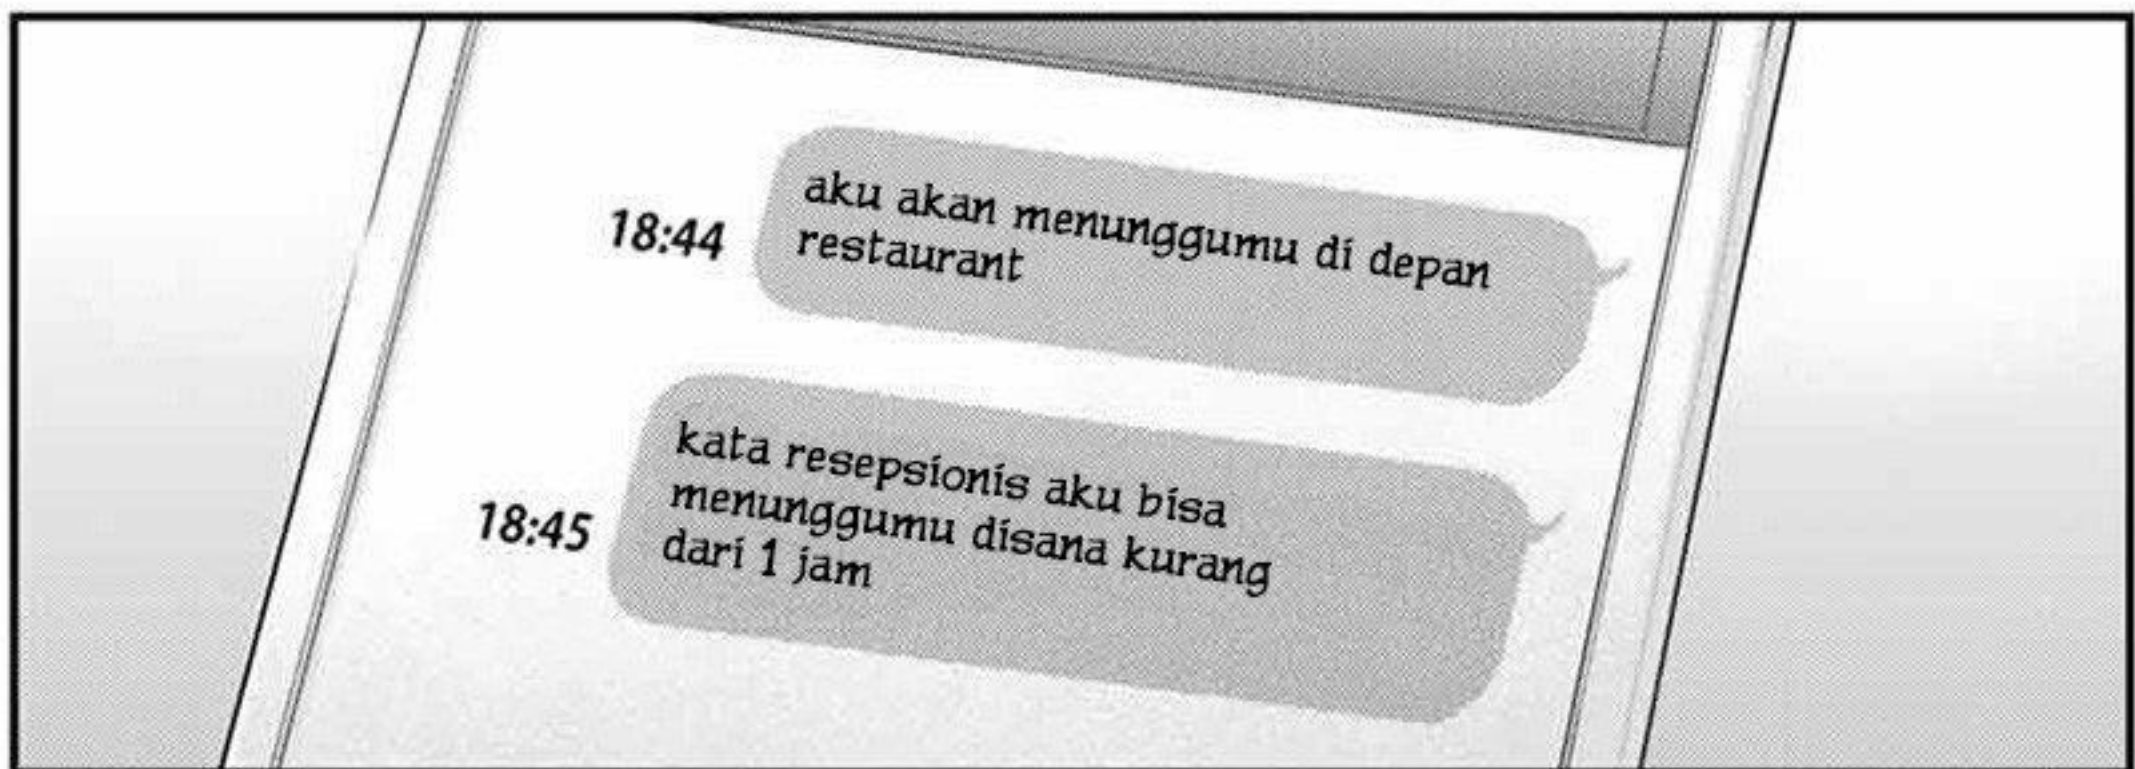 18:44
aku akan menunggumu di depan
restaurant
18:45
kata resepsionis aku bisa
menunggumu disana kurang
dari 1 jam